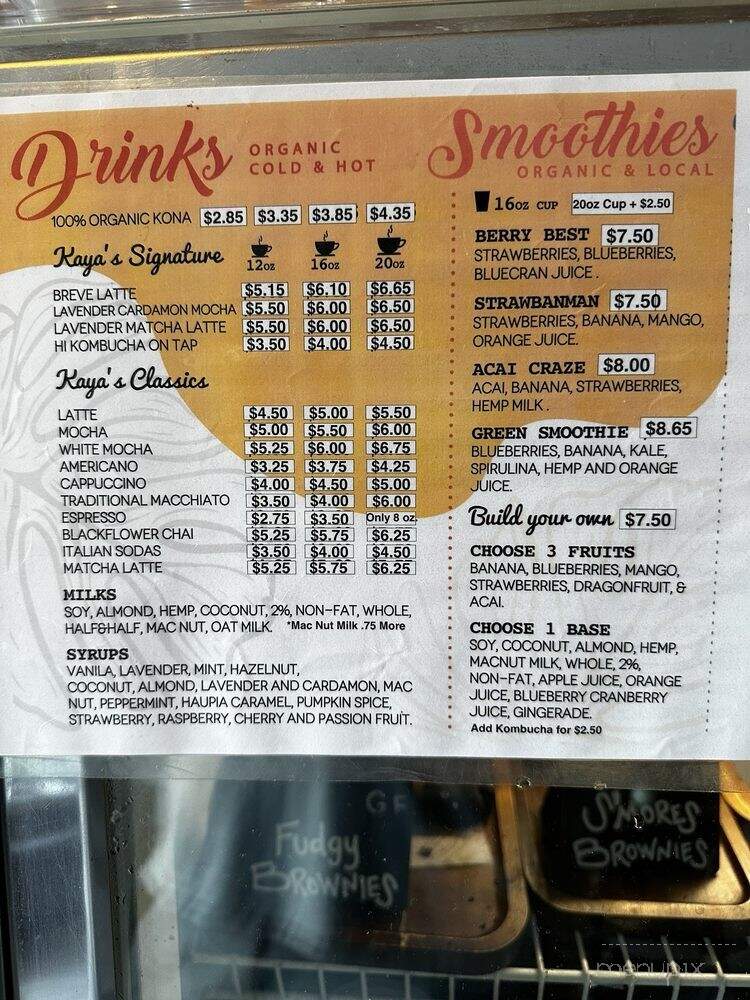 Drinks
ORGANIC
COLD & HOT
100% ORGANIC KONA $2.85 $3.35 $3.85 $4.35
Kaya's Signature
12oz 16oz 20oz
BREVE LATTE $5.15 $6.10 $6.65
LAVENDER CARDAMON MOCHA $5.50 $6.00 $6.50
LAVENDER MATCHA LATTE $5.50 $6.00 $6.50
HI KOMBUCHA ON TAP $3.50 $4.00 $4.50
Kaya's Classics
LATTE $4.50 $5.00 $5.50
MOCHA $5.00 $5.50 $6.00
WHITE MOCHA $5.25 $6.00 $6.75
AMERICANO $3.25 $3.75 $4.25
CAPPUCCINO $4.00 $4.50 $5.00
TRADITIONAL MACCHIATO $3.50 $4.00 $6.00
ESPRESSO $2.75 $3.50 Only 8 oz.
BLACKFLOWER CHAI $5.25 $5.75 $6.25
ITALIAN SODAS $3.50 $4.00 $4.50
MATCHA LATTE $5.25 $5.75 $6.25
MILKS
SOY, ALMOND, HEMP, COCONUT, 2%, NON-FAT, WHOLE,
HALF&HALF, MAC NUT, OAT MILK. *Mac Nut Milk .75 More
SYRUPS
VANILA, LAVENDER, MINT, HAZELNUT,
COCONUT, ALMOND, LAVENDER AND CARDAMON, MAC
NUT, PEPPERMINT, HAUPIA CARAMEL, PUMPKIN SPICE,
STRAWBERRY, RASPBERRY, CHERRY AND PASSION FRUIT.
Smoothies
ORGANIC & LOCAL
16oz CUP 20oz Cup + $2.50
BERRY BEST $7.50
STRAWBERRIES, BLUEBERRIES,
BLUECRAN JUICE .
STRAWBANMAN $7.50
STRAWBERRIES, BANANA, MANGO,
ORANGE JUICE.
ACAI CRAZE $8.00
ACAI, BANANA, STRAWBERRIES,
HEMP MILK .
GREEN SMOOTHIE $8.65
BLUEBERRIES, BANANA, KALE,
SPIRULINA, HEMP AND ORANGE
JUICE.
Build your own $7.50
CHOOSE 3 FRUITS
BANANA, BLUEBERRIES, MANGO,
STRAWBERRIES, DRAGONFRUIT, &
ACAI.
CHOOSE 1 BASE
SOY, COCONUT, ALMOND, HEMP,
MACNUT MILK, WHOLE, 2%,
NON-FAT, APPLE JUICE, ORANGE
JUICE, BLUEBERRY CRANBERRY
JUICE, GINGERADE.
Add Kombucha for $2.50
GF
Fudgy
BROWNIES
S'MORES
BROWNIES
menupix